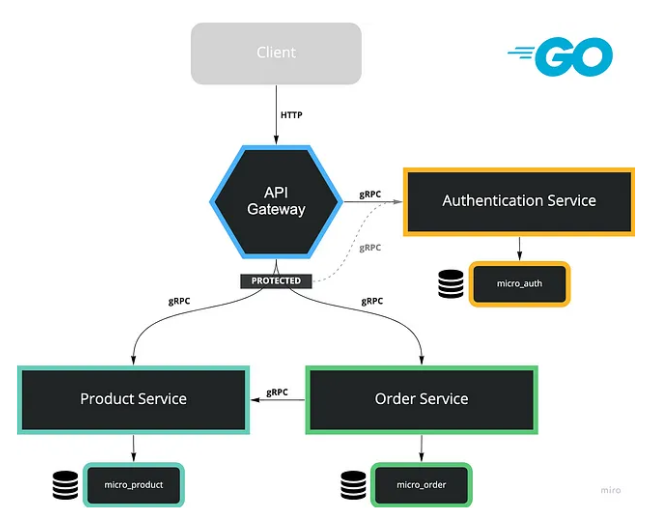 Client
GO
HTTP
API
Gateway
gRPC
Authentication Service
gRPC
PROTECTED
micro_auth
gRPC
gRPC
Product Service
gRPC
Order Service
micro_product
micro_order
miro